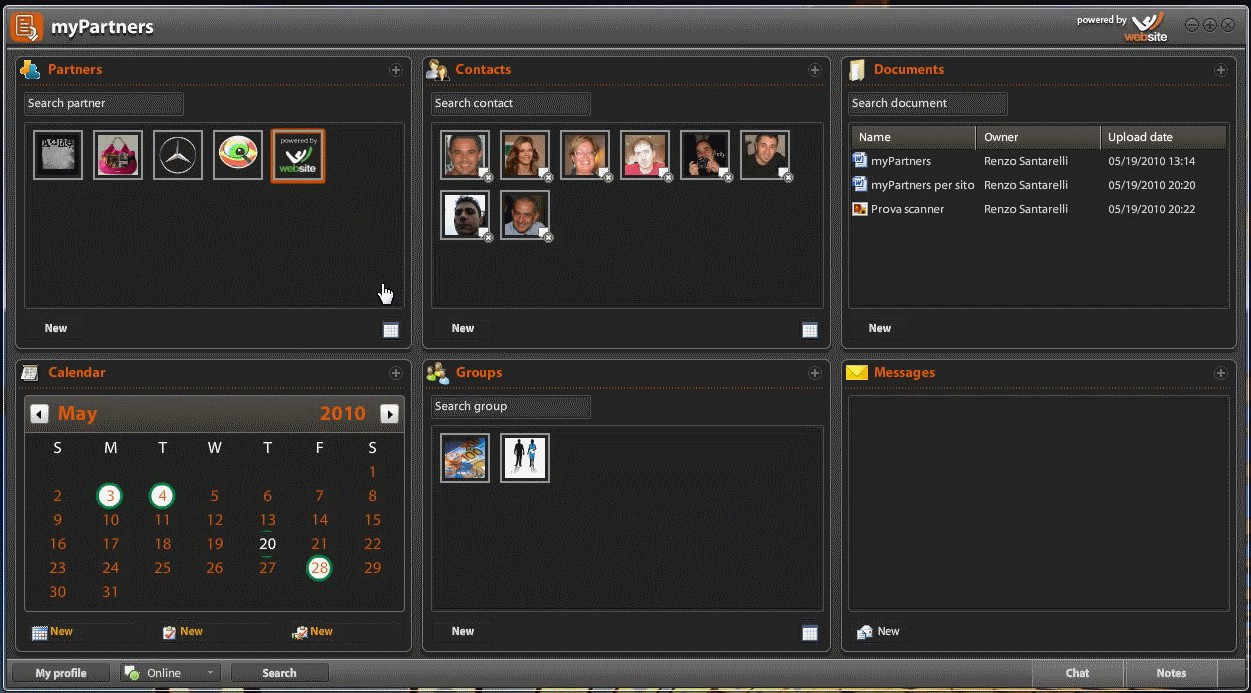 myPartners
powered by
website
Partners
Search partner
powered by
website
New
Contacts
Search contact
New
Documents
Search document
Name Owner Upload date
myPartners Renzo Santarelli 05/19/2010 13:14
myPartners per sito Renzo Santarelli 05/19/2010 20:20
Prova scanner Renzo Santarelli 05/19/2010 20:22
New
Calendar
May 2010
S M T W T F S
1
2 3 4 5 6 7 8
9 10 11 12 13 14 15
16 17 18 19 20 21 22
23 24 25 26 27 28 29
30 31
New New New
Groups
Search group
100
New
Messages
New
My profile Online Search Chat Notes